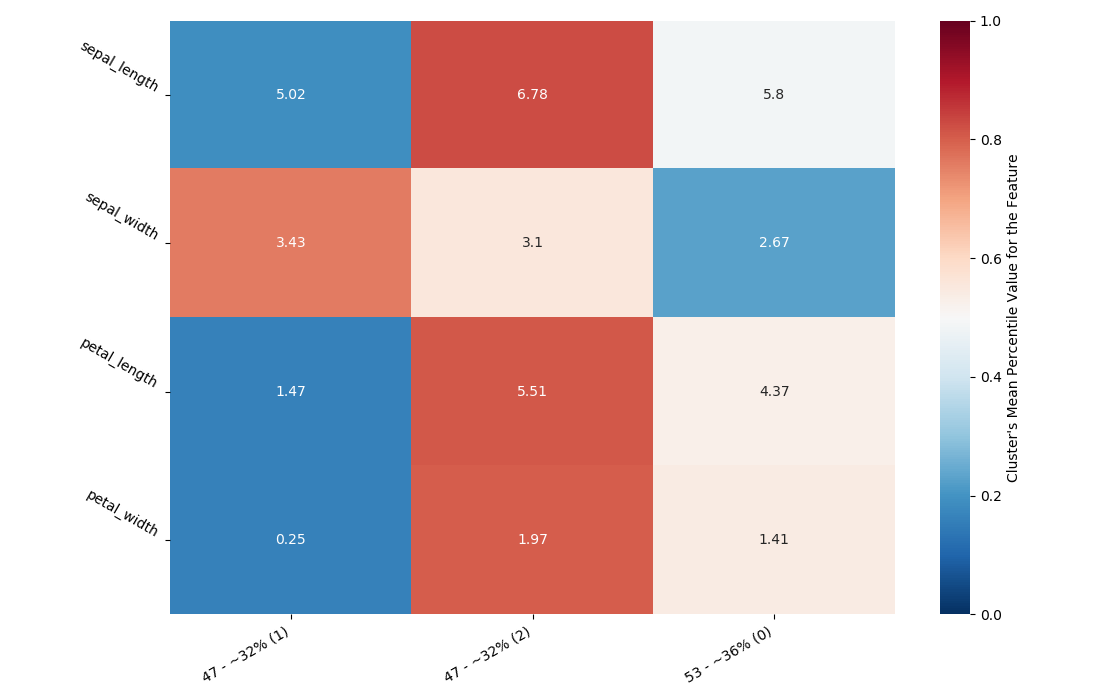 sepal_length
5.02
6.78
5.8
sepal_width
3.43
3.1
2.67
petal_length
1.47
5.51
4.37
petal_width
0.25
1.97
1.41
47 - ~32% (1)
47 - ~32% (2)
53 - ~36% (0)
1.0
0.8
0.6
0.4
0.2
0.0
Cluster's Mean Percentile Value for the Feature